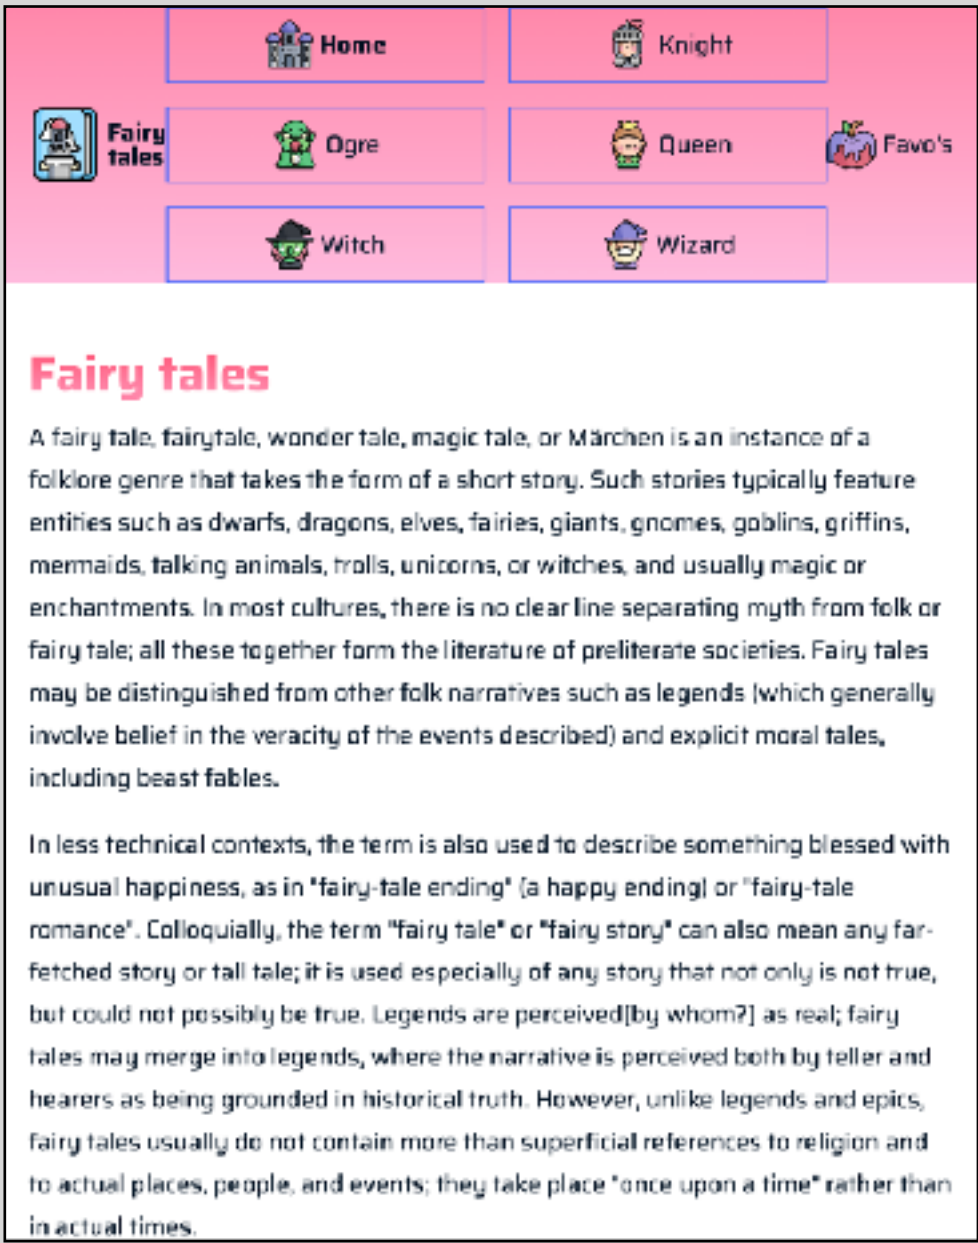 Home
Knight
Fairy
tales
Ogre
Queen
Favo's
Witch
Wizard
Fairy tales
A fairy tale, fairytale, wonder tale, magic tale, or Märchen is an instance of a
folklore genre that takes the form of a short story. Such stories typically feature
entities such as dwarfs, dragons, elves, fairies, giants, gnomes, goblins, griffins,
mermaids, talking animals, trolls, unicorns, or witches, and usually magic or
enchantments. In most cultures, there is no clear line separating myth from folk or
fairy tale; all these together form the literature of preliterate societies. Fairy tales
may be distinguished from other folk narratives such as legends (which generally
involve belief in the veracity of the events described) and explicit moral tales,
including beast fables.
In less technical contexts, the term is also used to describe something blessed with
unusual happiness, as in "fairy-tale ending" (a happy ending) or "fairy-tale
romance". Colloquially, the term "fairy tale" or "fairy story" can also mean any far-
fetched story or tall tale; it is used especially of any story that not only is not true,
but could not possibly be true. Legends are perceived[by whom?] as real; fairy
tales may merge into legends, where the narrative is perceived both by teller and
hearers as being grounded in historical truth. However, unlike legends and epics,
fairy tales usually do not contain more than superficial references to religion and
to actual places, people, and events; they take place "once upon a time" rather than
in actual times.